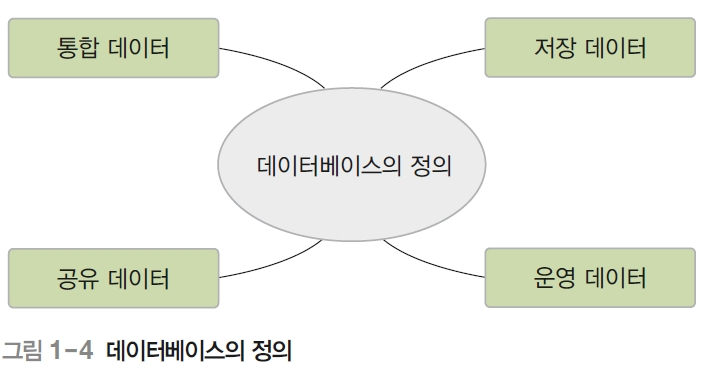 통합 데이터
저장 데이터
데이터베이스의 정의
공유 데이터
운영 데이터
그림 1-4 데이터베이스의 정의